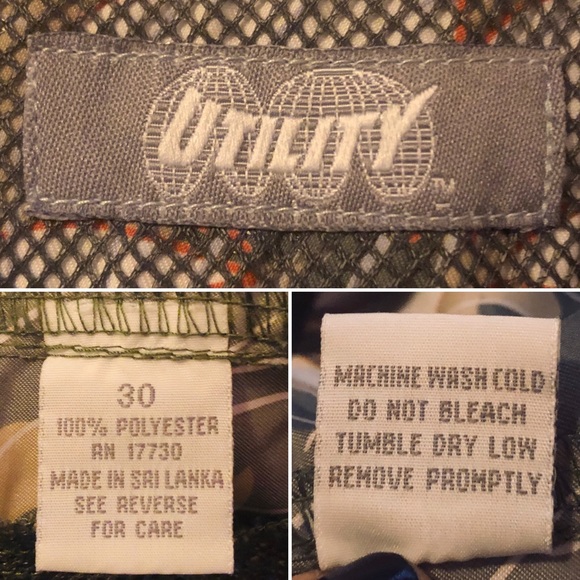 UTILITY
TM
30
100% POLYESTER
RN 17730
MADE IN SRI LANKA
SEE REVERSE
FOR CARE
MACHINE WASH COLD
DO NOT BLEACH
TUMBLE DRY LOW
REMOVE PROMPTLY